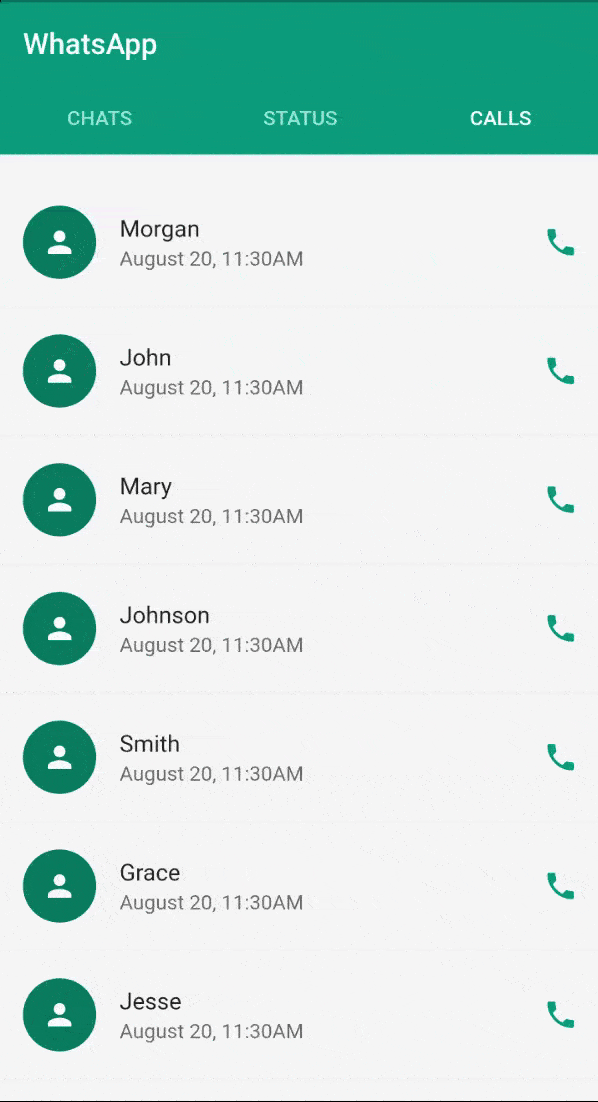 WhatsApp
CHATS STATUS CALLS
Morgan
August 20, 11:30AM
John
August 20, 11:30AM
Mary
August 20, 11:30AM
Johnson
August 20, 11:30AM
Smith
August 20, 11:30AM
Grace
August 20, 11:30AM
Jesse
August 20, 11:30AM